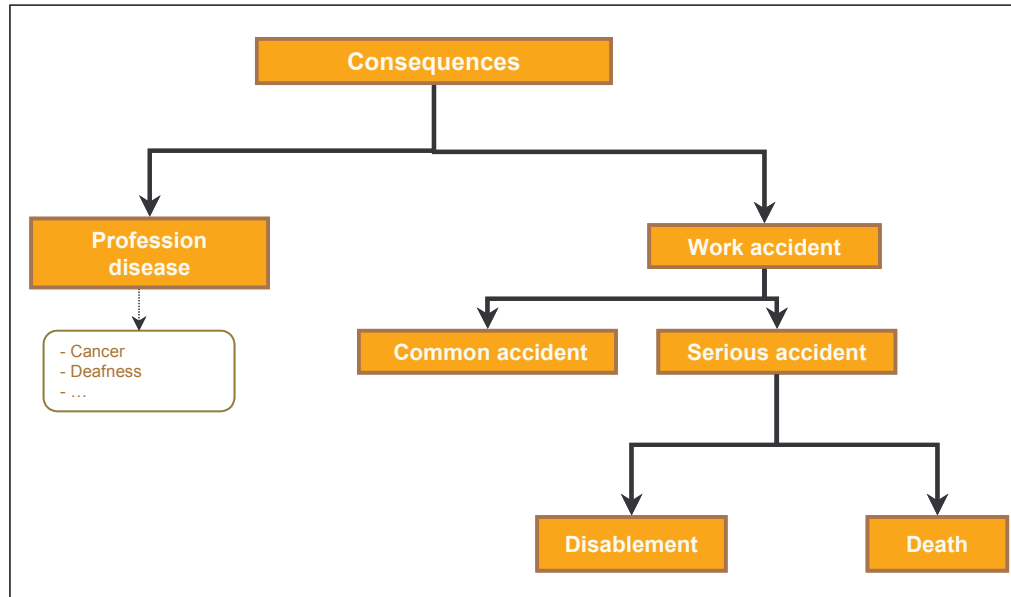 Consequences
Profession
disease
Work accident
- Cancer
- Deafness
- …
Common accident
Serious accident
Disablement
Death